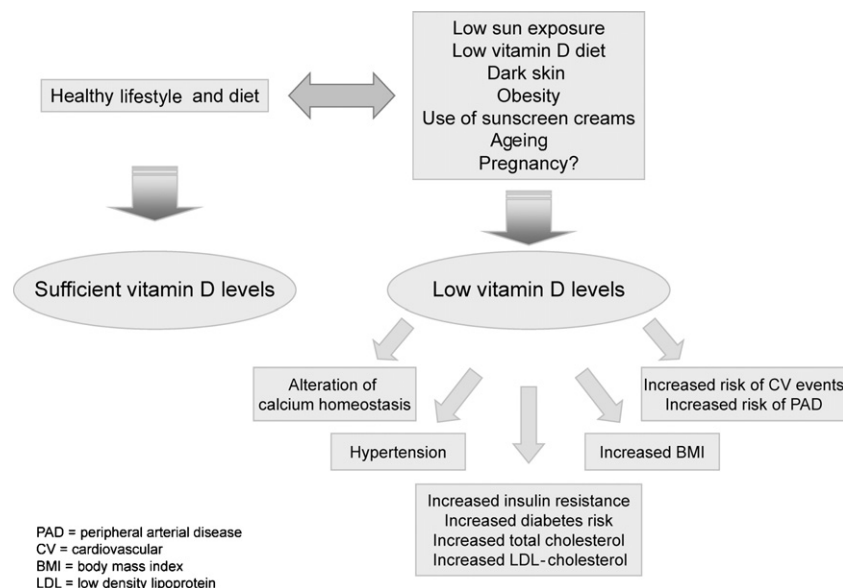 Low sun exposure
Low vitamin D diet
Dark skin
Obesity
Use of sunscreen creams
Ageing
Pregnancy?
Healthy lifestyle and diet
Sufficient vitamin D levels
Low vitamin D levels
Alteration of
calcium homeostasis
Increased risk of CV events
Increased risk of PAD
Hypertension
Increased BMI
Increased insulin resistance
Increased diabetes risk
Increased total cholesterol
Increased LDL-cholesterol
PAD = peripheral arterial disease
CV = cardiovascular
BMI = body mass index
LDL = low density lipoprotein